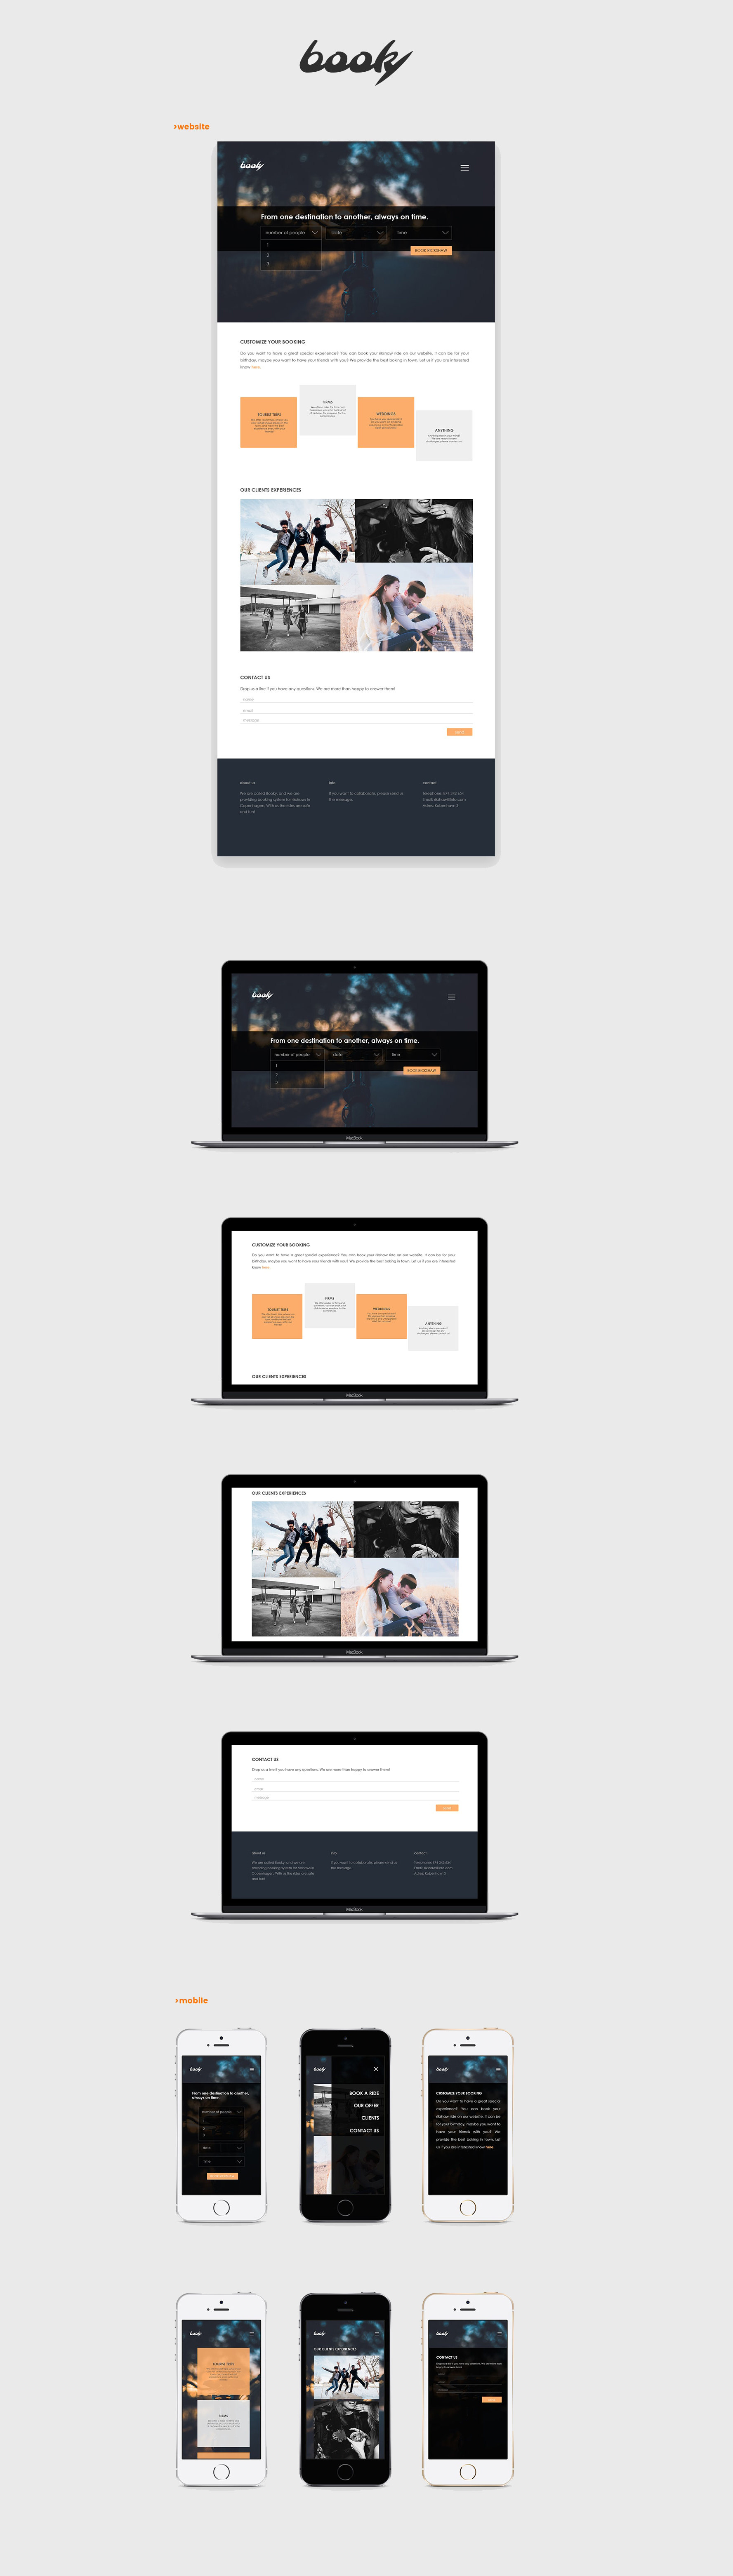 booky
>website
booky
From one destination to another, always on time.
number of people
date
time
1
2
3
BOOK RICKSHAW
CUSTOMIZE YOUR BOOKING
Do you want to have a great special experience? You can book your rikshaw ride on our website. It can be for your
birthday, maybe you want to have your friends with you? We provide the best boking in town. Let us if you are interested
know here.
TOURIST TRIPS
FIRMS
WEDDINGS
ANYTHING
OUR CLIENTS EXPERIENCES
CONTACT US
Drop us a line if you have any questions. We are more than happy to answer them!
name
email
message
send
about us
We are called Booky, and we are
providing boooking system for rikshaws in
Copenhagen. With us the rides are safe
and fun!
info
If you want to collaborate, please send us
the message.
contact
booky
From one destination to another, always on time.
number of people
date
time
1
2
3
BOOK RICKSHAW
MacBook
CUSTOMIZE YOUR BOOKING
Do you want to have a great special experience? You can book your rikshaw ride on our website. It can be for your
birthday, maybe you want to have your friends with you? We provide the best boking in town. Let us if you are interested
know here.
TOURIST TRIPS
FIRMS
WEDDINGS
ANYTHING
OUR CLIENTS EXPERIENCES
MacBook
OUR CLIENTS EXPERIENCES
MacBook
CONTACT US
Drop us a line if you have any questions. We are more than happy to answer them!
name
email
message
send
about us
We are called Booky, and we are
providing boooking system for rikshaws in
Copenhagen. With us the rides are safe
and fun!
info
If you want to collaborate, please send us
the message.
contact
MacBook
>mobile
booky
From one destination to another,
always on time.
number of people
date
time
booky
BOOK A RIDE
OUR OFFER
CLIENTS
CONTACT US
booky
CUSTOMIZE YOUR BOOKING
Do you want to have a great special
experience? You can book your
rikshaw ride on our website. It can be
for your birthday, maybe you want to
have your friends with you? We
provide the best boking in town. Let
us if you are interested know here.
booky
TOURIST TRIPS
FIRMS
booky
OUR CLIENTS EXPERIENCES
booky
CONTACT US